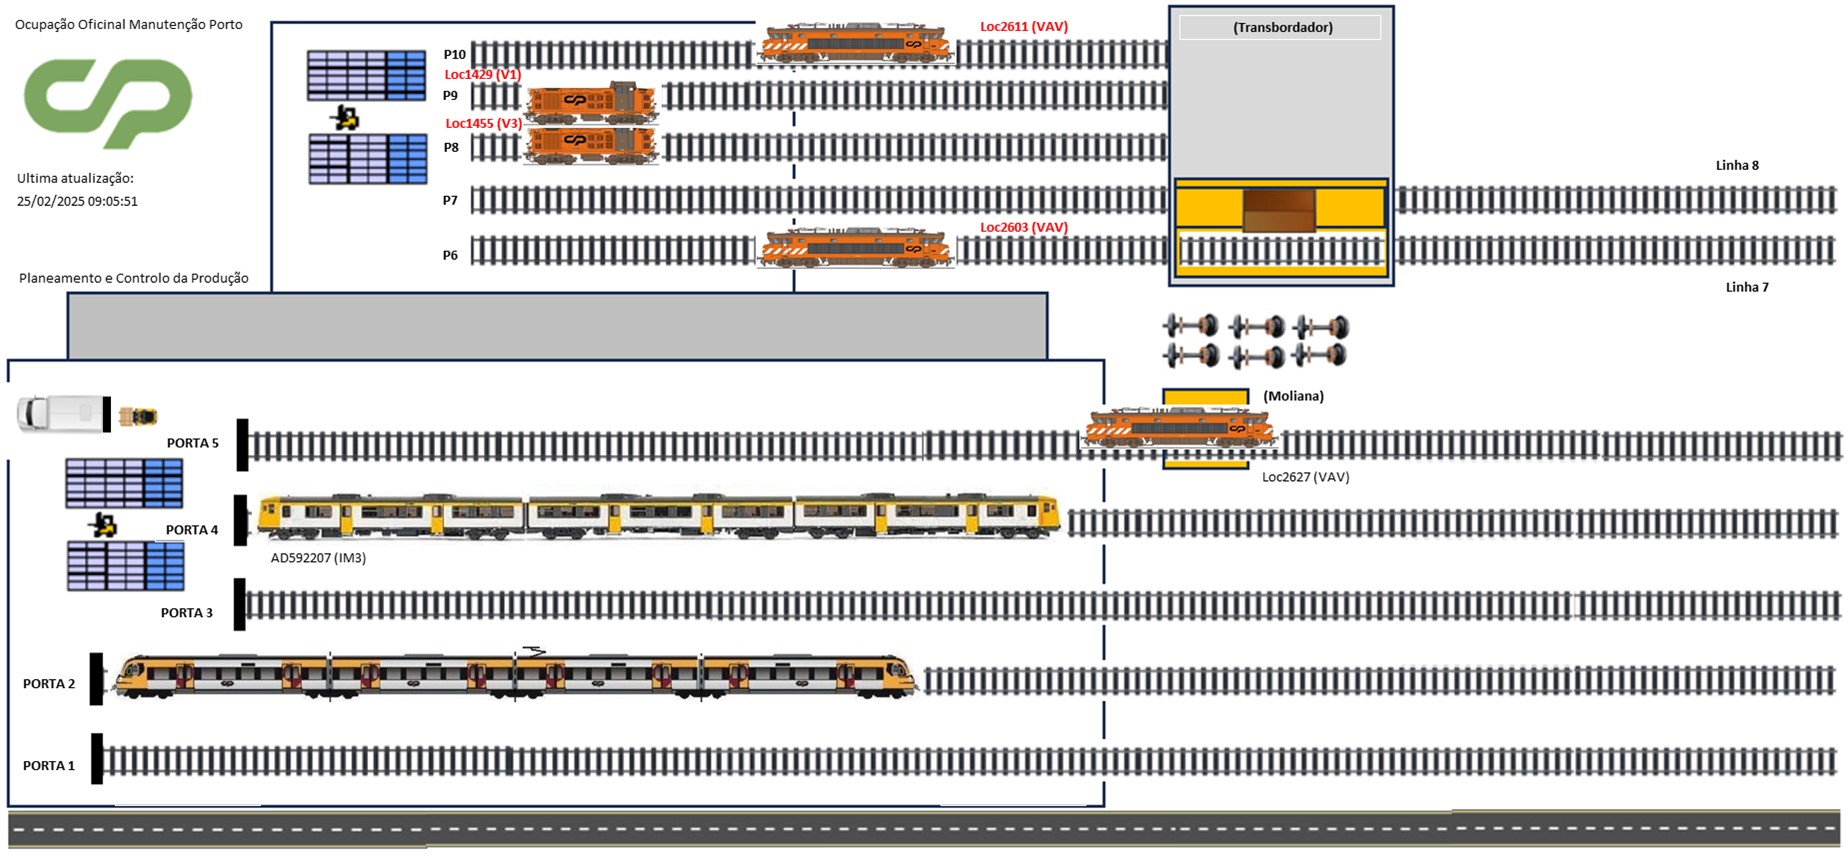 Ocupação Oficinal Manutenção Porto
Ultima atualização:
25/02/2025 09:05:51
Planeamento e Controlo da Produção
P10
Loc2611 (VAV)
(Transbordador)
Loc1429 (V1)
P9
Loc1455 (V3)
P8
Linha 8
P7
Loc2603 (VAV)
P6
Linha 7
(Moliana)
PORTA 5
Loc2627 (VAV)
PORTA 4
AD592207 (IM3)
PORTA 3
PORTA 2
PORTA 1